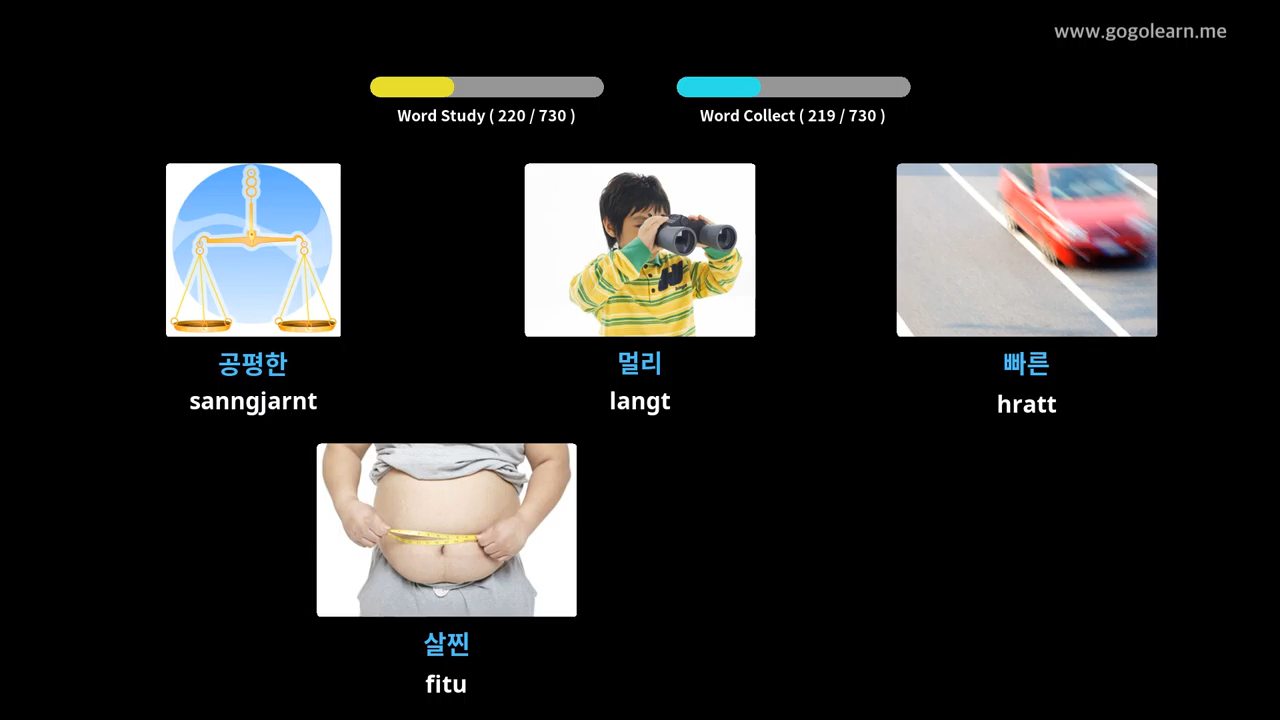 www.gogolearn.me
Word Study ( 220 / 730 )
Word Collect ( 219 / 730 )
공평한
sanngjarnt
멀리
langt
빠른
hratt
살찐
fitu